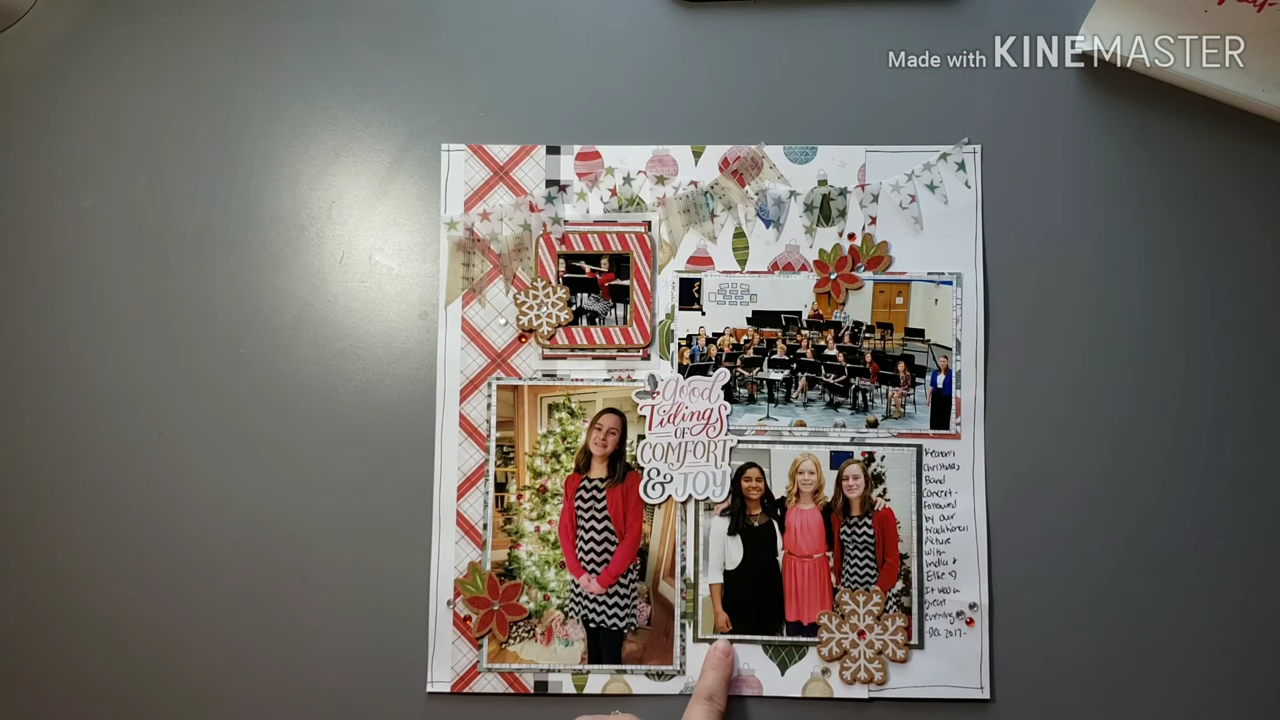 Made with KINEMASTER
good
Tidings
OF
COMFORT
& JOY
Keaton's
Christmas
Band
Concert-
followed
by our
traditional
picture
with
India &
Elise ♡
It was a
great
evening
-Dec 2017-